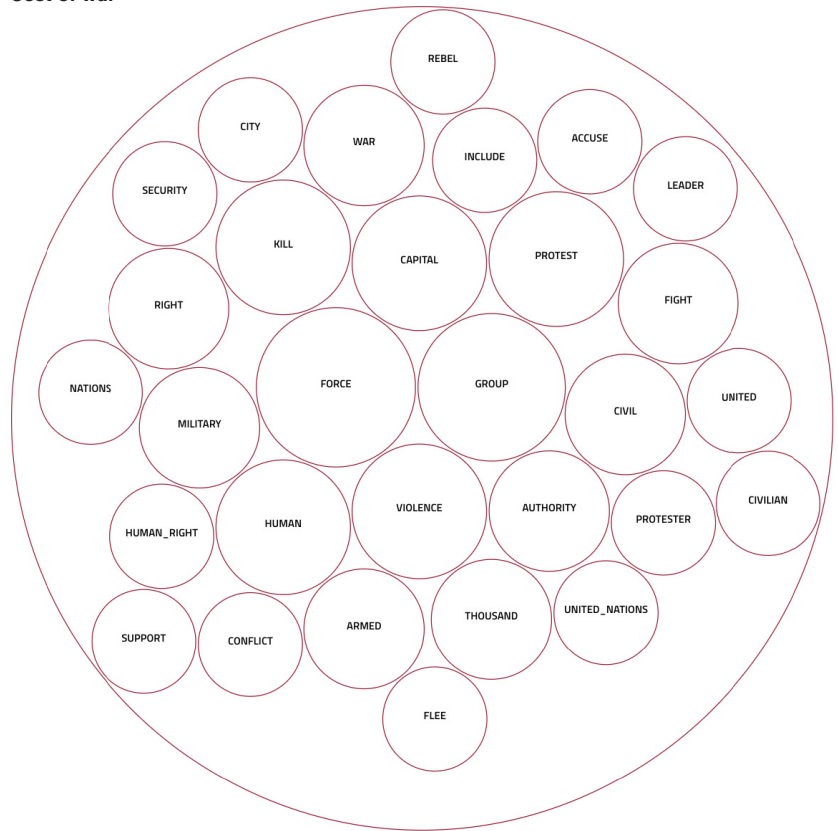 REBEL
CITY
WAR
ACCUSE
INCLUDE
LEADER
SECURITY
KILL
CAPITAL
PROTEST
RIGHT
FIGHT
FORCE
GROUP
NATIONS
UNITED
CIVIL
MILITARY
CIVILIAN
VIOLENCE
AUTHORITY
PROTESTER
HUMAN
HUMAN_RIGHT
UNITED_NATIONS
THOUSAND
ARMED
SUPPORT
CONFLICT
FLEE